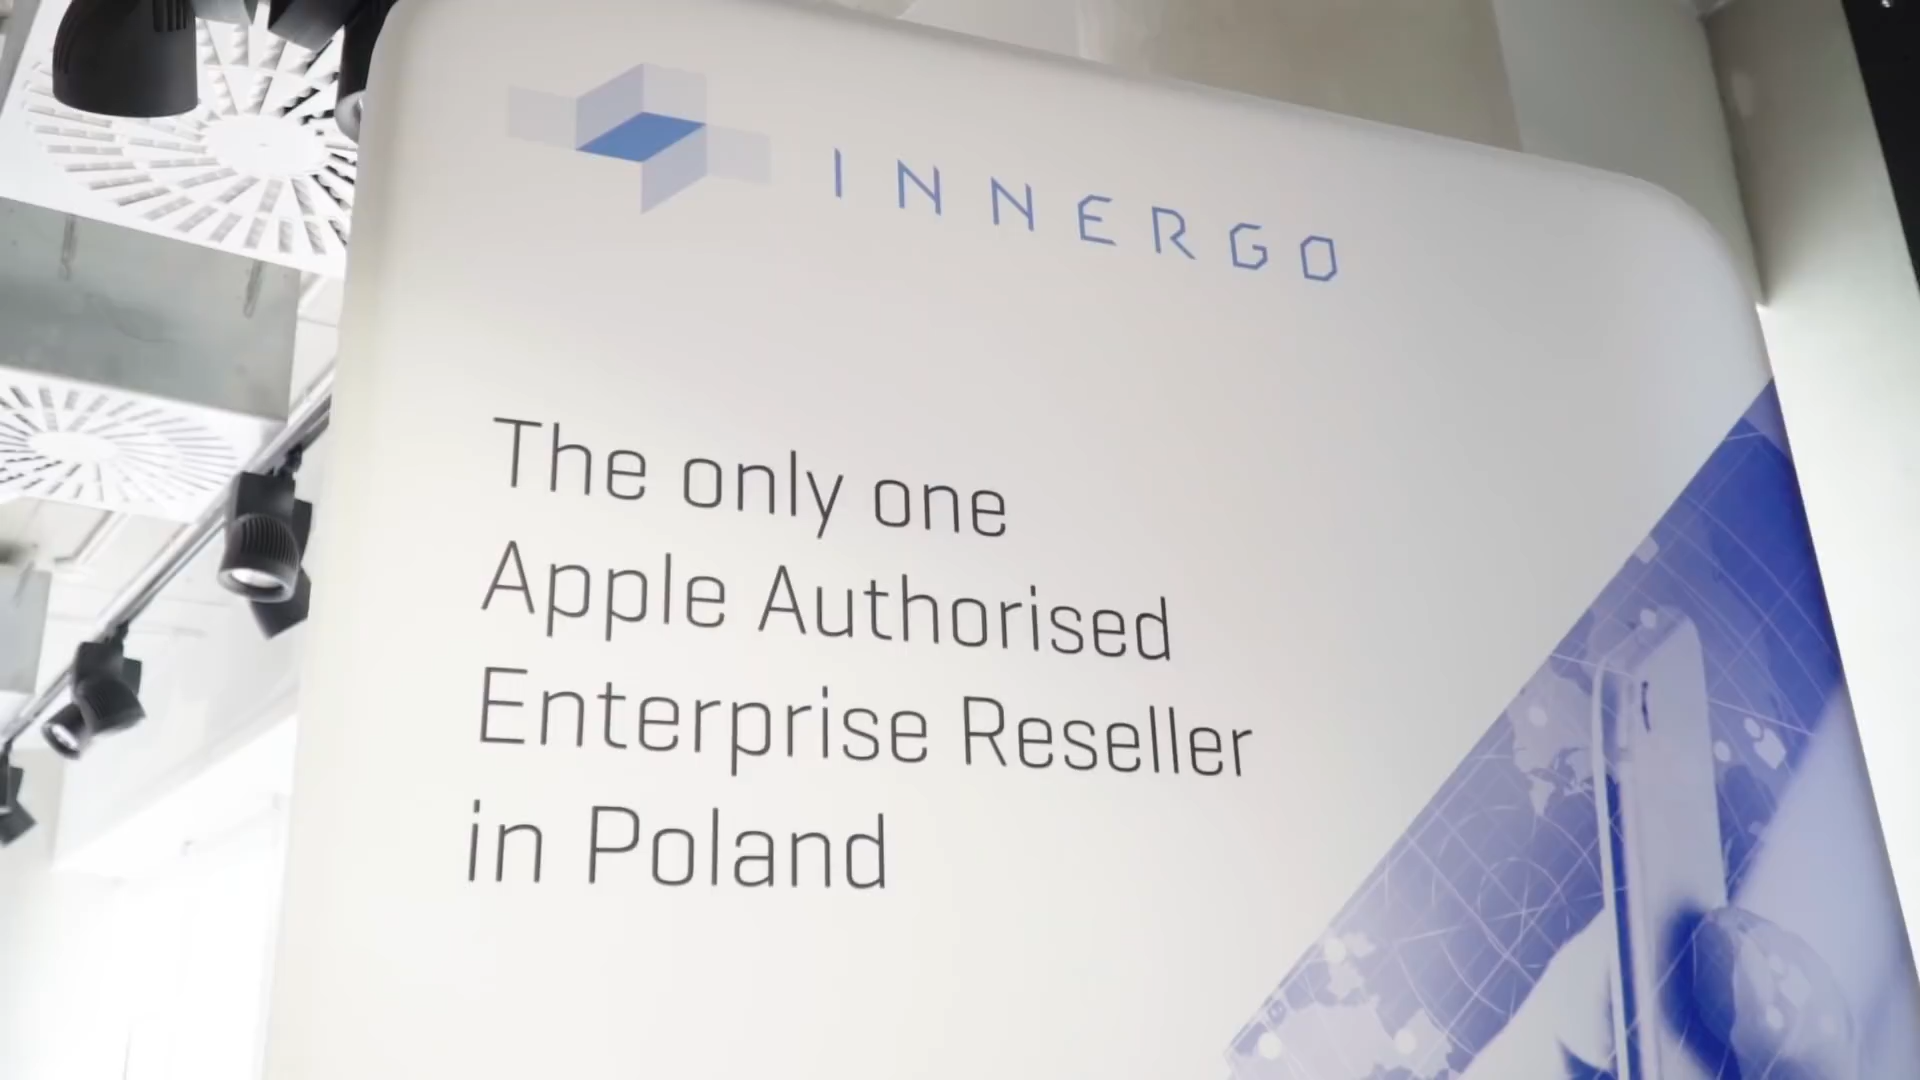 INNERGO
The only one
Apple Authorised
Enterprise Reseller
in Poland